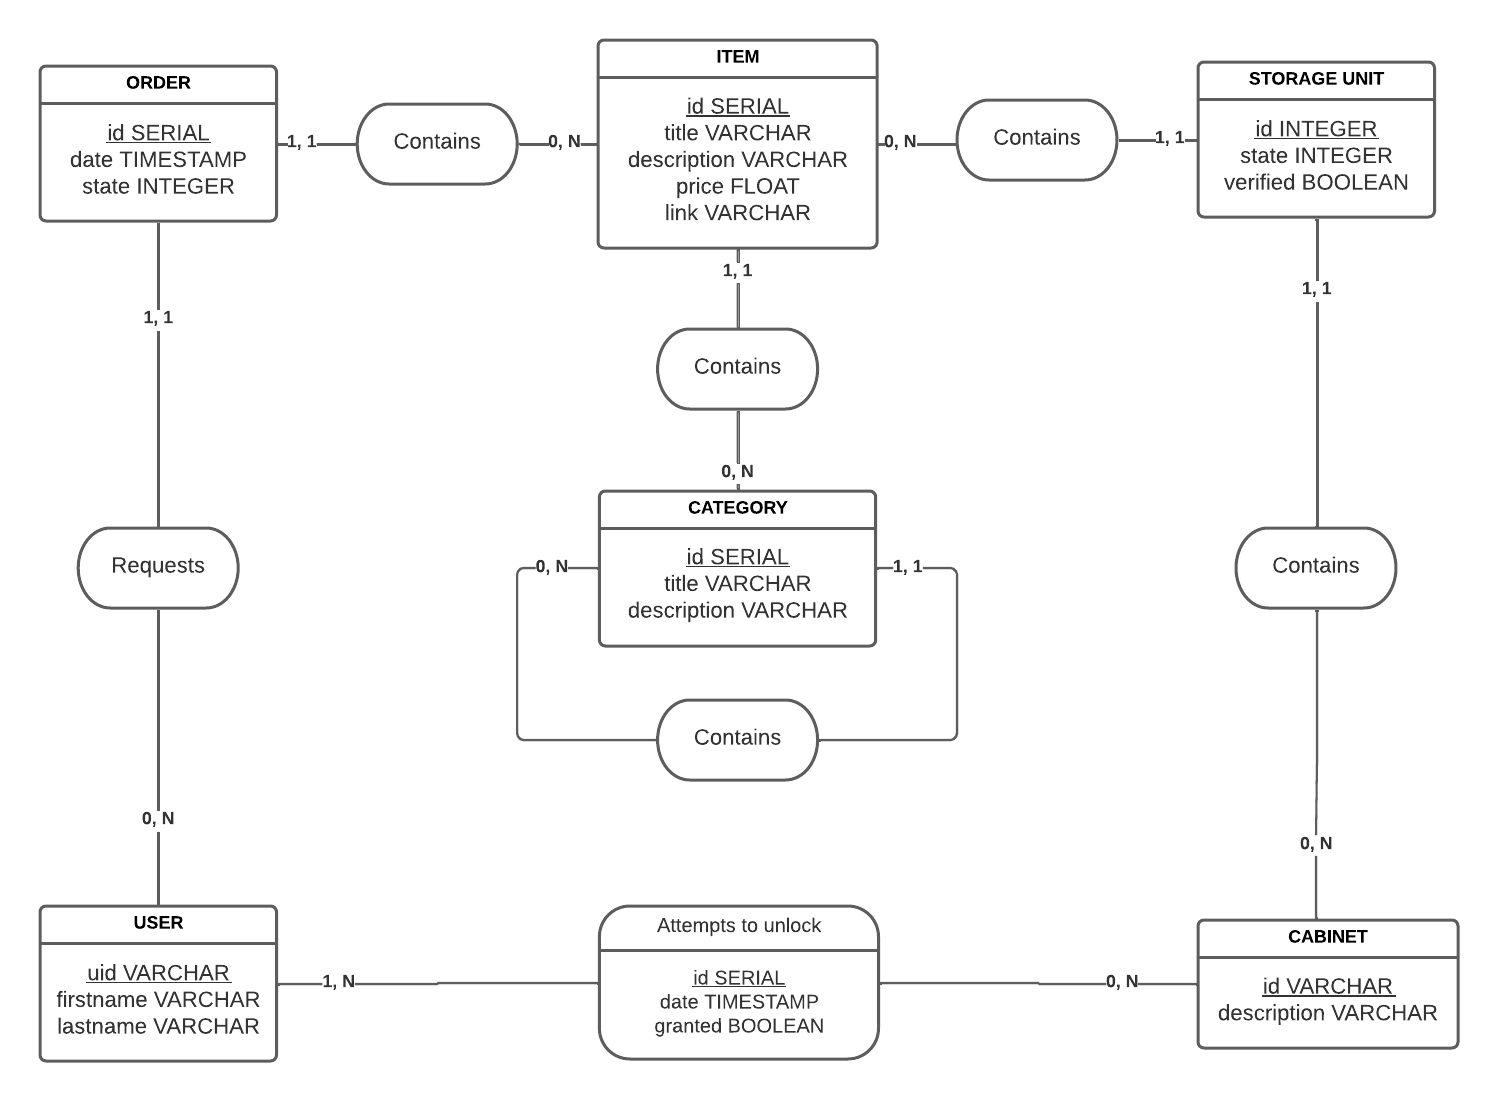 ORDER
id SERIAL
date TIMESTAMP
state INTEGER
1, 1
Contains
0, N
ITEM
id SERIAL
title VARCHAR
description VARCHAR
price FLOAT
link VARCHAR
0, N
Contains
1, 1
STORAGE UNIT
id INTEGER
state INTEGER
verified BOOLEAN
1, 1
1, 1
1, 1
Contains
0, N
CATEGORY
id SERIAL
title VARCHAR
description VARCHAR
0, N
1, 1
Contains
Requests
Contains
0, N
0, N
USER
uid VARCHAR
firstname VARCHAR
lastname VARCHAR
1, N
Attempts to unlock
id SERIAL
date TIMESTAMP
granted BOOLEAN
0, N
CABINET
id VARCHAR
description VARCHAR